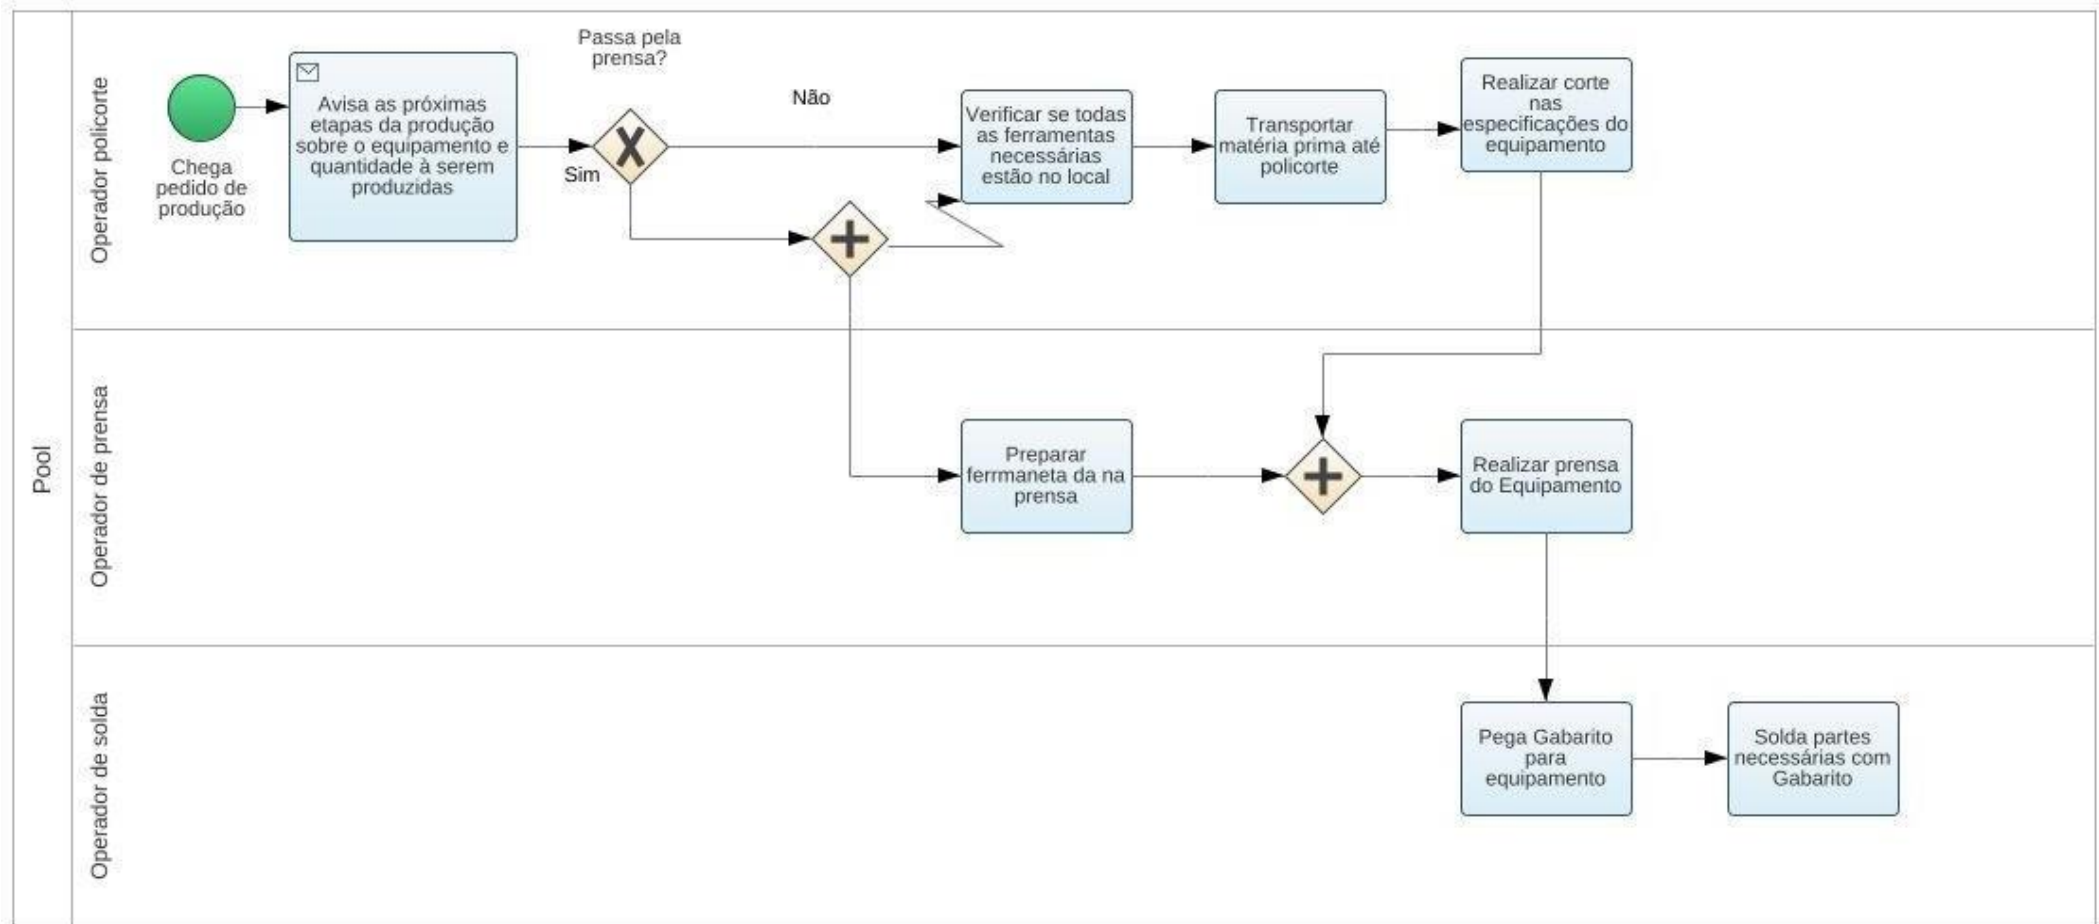 Pool
Operador policorte
Chega
pedido de
produção
Avisa as próximas
etapas da produção
sobre o equipamento e
quantidade à serem
produzidas
Passa pela
prensa?
Não
Sim
Verificar se todas
as ferramentas
necessárias
estão no local
Transportar
matéria prima até
policorte
Realizar corte
nas
especificações do
equipamento
Operador de prensa
Preparar
ferrmaneta da na
prensa
Realizar prensa
do Equipamento
Operador de solda
Pega Gabarito
para
equipamento
Solda partes
necessárias com
Gabarito